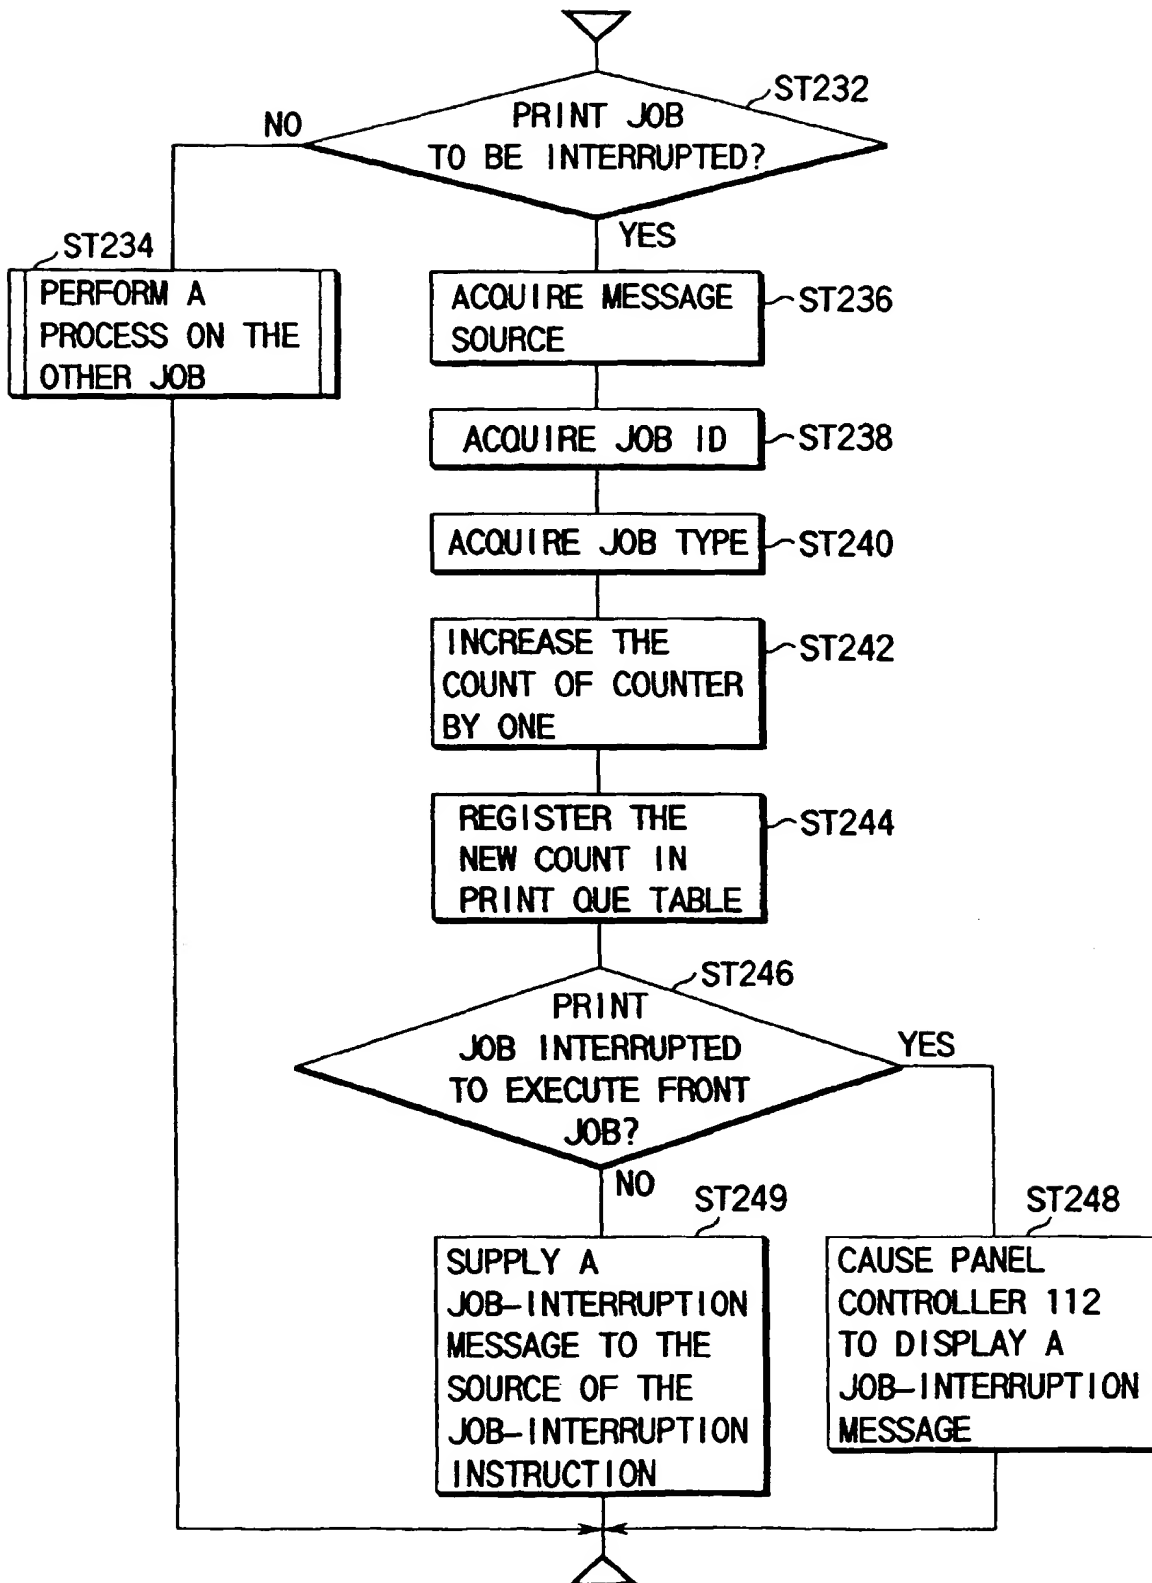 ST232
PRINT JOB
TO BE INTERRUPTED?
NO
YES
ST234
PERFORM A
PROCESS ON THE
OTHER JOB
ACQUIRE MESSAGE
SOURCE
ST236
ACQUIRE JOB ID
ST238
ACQUIRE JOB TYPE
ST240
INCREASE THE
COUNT OF COUNTER
BY ONE
ST242
REGISTER THE
NEW COUNT IN
PRINT QUE TABLE
ST244
ST246
PRINT
JOB INTERRUPTED
TO EXECUTE FRONT
JOB?
YES
NO
ST249
SUPPLY A
JOB-INTERRUPTION
MESSAGE TO THE
SOURCE OF THE
JOB-INTERRUPTION
INSTRUCTION
ST248
CAUSE PANEL
CONTROLLER 112
TO DISPLAY A
JOB-INTERRUPTION
MESSAGE